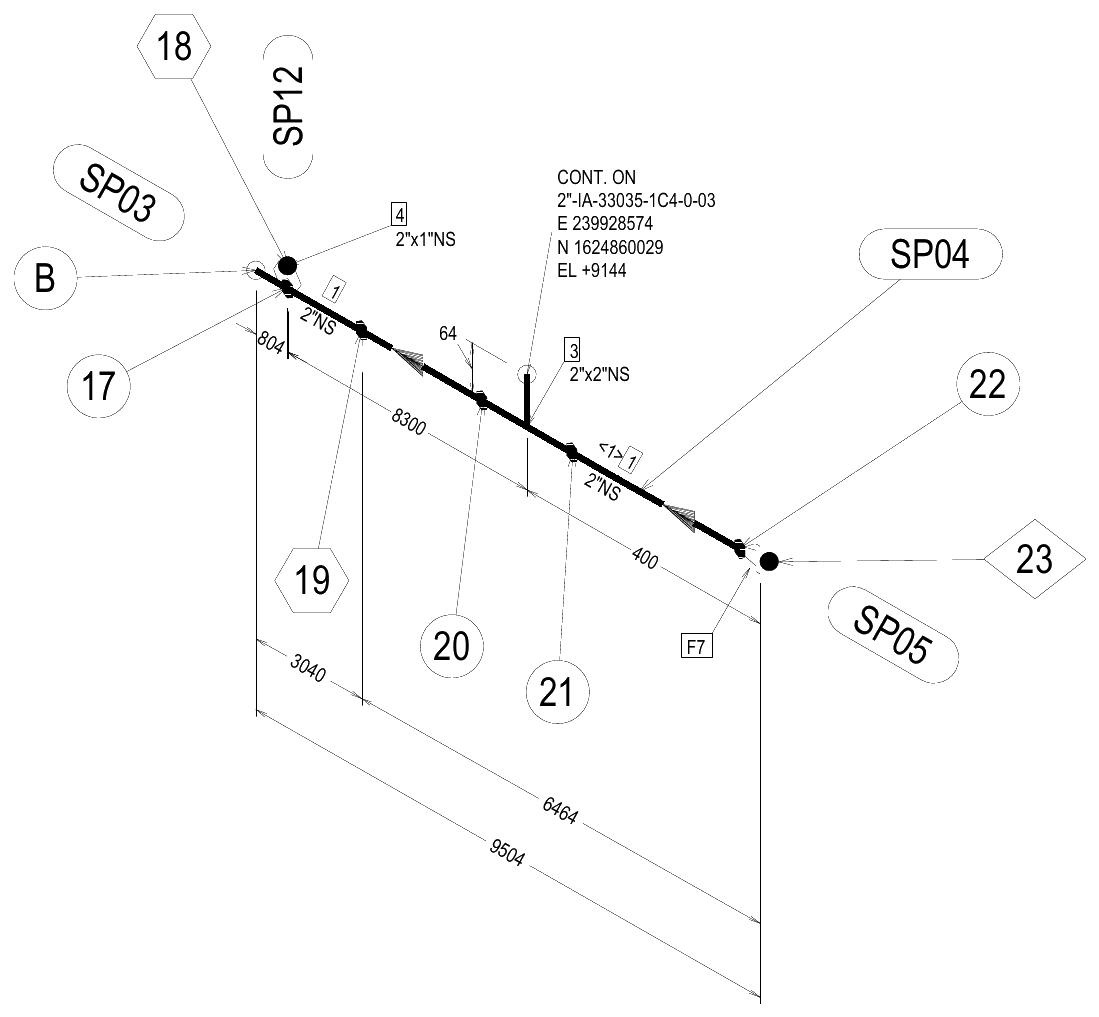 18
SP12
SP03
CONT. ON
2"-IA-33035-1C4-0-03
E 239928574
N 1624860029
EL +9144
4
2"x1"NS
SP04
B
1
2"NS
804
64
3
2"x2"NS
17
22
8300
<1> 1
2"NS
400
23
19
F7
SP05
20
21
3040
6464
9504